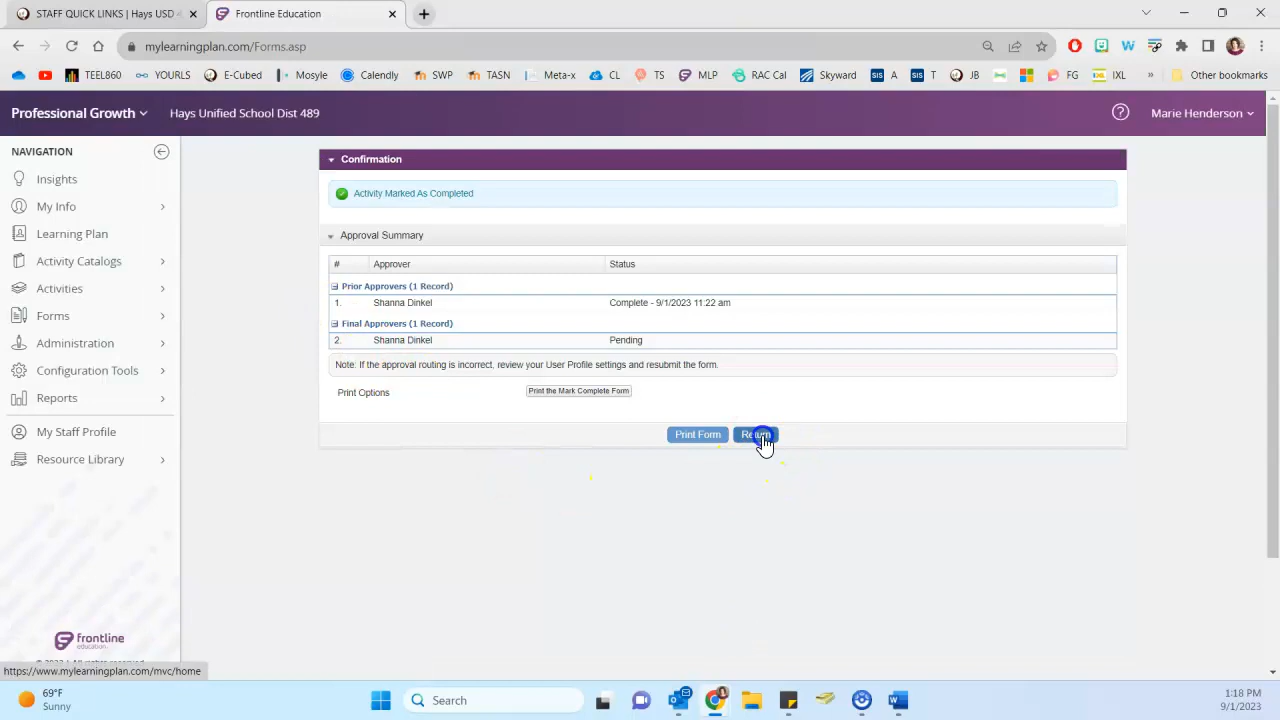 STAFF QUICK LINKS | Hays USD
Frontline Education
mylearningplan.com/Forms.asp
TEEL860 YOURLS E-Cubed Mosyle Calendly SWP TASN Meta-x CL T3 MLP RAC Cal Skyward A T JB FG IXL » Other bookmarks
Professional Growth Hays Unified School Dist 489 Marie Henderson
NAVIGATION
Insights
My Info
Learning Plan
Activity Catalogs
Activities
Forms
Administration
Configuration Tools
Reports
My Staff Profile
Resource Library
frontline
education
Confirmation
Activity Marked As Completed
Approval Summary
# Approver Status
Prior Approvers (1 Record)
1. Shanna Dinkel Complete - 9/1/2023 11:22 am
Final Approvers (1 Record)
2. Shanna Dinkel Pending
Note: If the approval routing is incorrect, review your User Profile settings and resubmit the form.
Print Options Print the Mark Complete Form
Print Form Return
https://www.mylearningplan.com/mvc/home
69°F
Sunny
Search
1:18 PM
9/1/2023